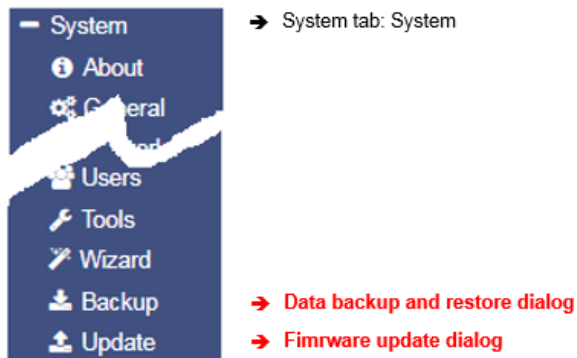 System
System tab: System
About
General
Users
Tools
Wizard
Backup
Data backup and restore dialog
Update
Fimrware update dialog